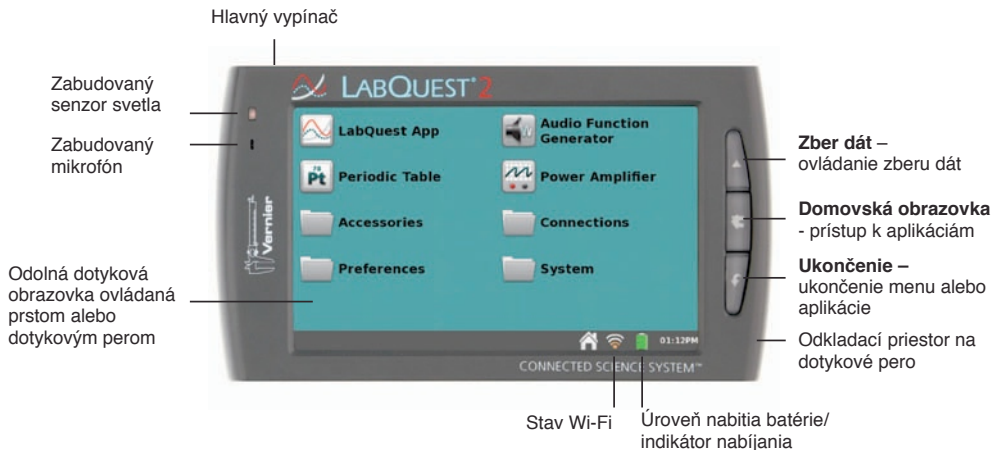 Hlavný vypínač
Zabudovaný
senzor svetla
Zabudovaný
mikrofón
Odolná dotyková
obrazovka ovládaná
prstom alebo
dotykovým perom
LABQUEST® 2
LabQuest App
Audio Function
Generator
78
Pt
Periodic Table
Power Amplifier
Accessories
Connections
Preferences
System
01:12PM
Vernier
CONNECTED SCIENCE SYSTEM™
Zber dát –
ovládanie zberu dát
Domovská obrazovka
- prístup k aplikáciám
Ukončenie –
ukončenie menu alebo
aplikácie
Odkladací priestor na
dotykové pero
Stav Wi-Fi
Úroveň nabitia batérie/
indikátor nabíjania